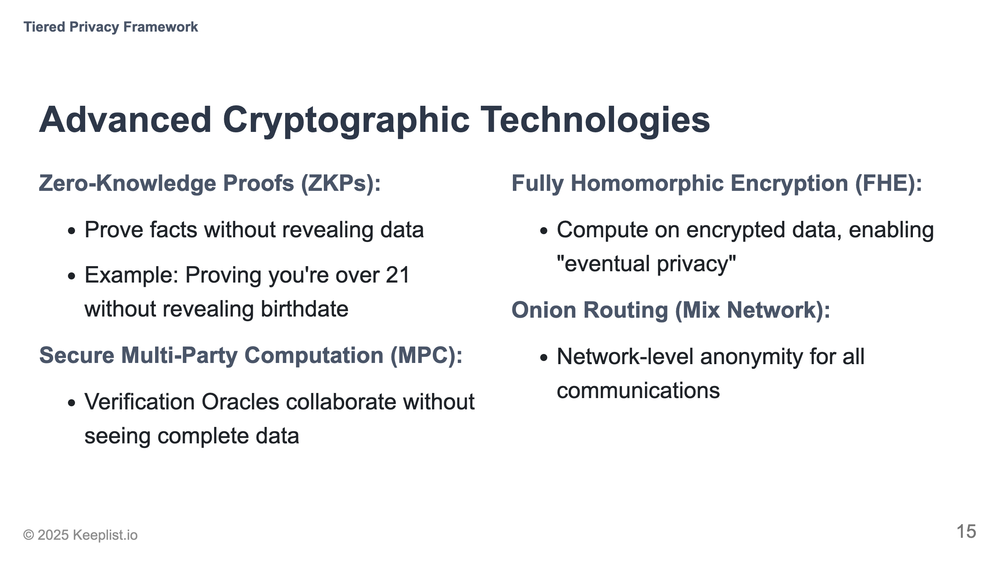 Tiered Privacy Framework
Advanced Cryptographic Technologies
Zero-Knowledge Proofs (ZKPs):
• Prove facts without revealing data
• Example: Proving you're over 21
without revealing birthdate
Secure Multi-Party Computation (MPC):
• Verification Oracles collaborate without
seeing complete data
Fully Homomorphic Encryption (FHE):
• Compute on encrypted data, enabling
"eventual privacy"
Onion Routing (Mix Network):
• Network-level anonymity for all
communications
© 2025 Keeplist.io
15